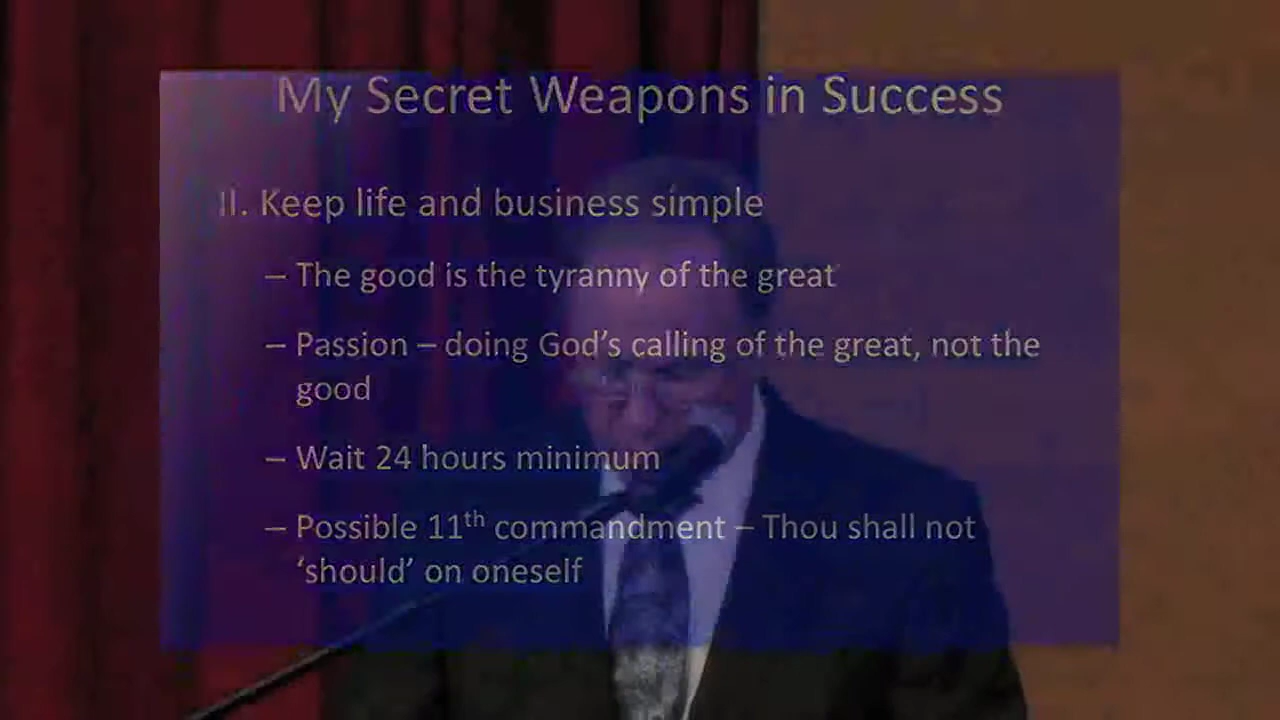 My Secret Weapons in Success
II. Keep life and business simple
– The good is the tyranny of the great
– Passion – doing God's calling of the great, not the
good
– Wait 24 hours minimum
– Possible 11th commandment – Thou shall not
'should' on oneself